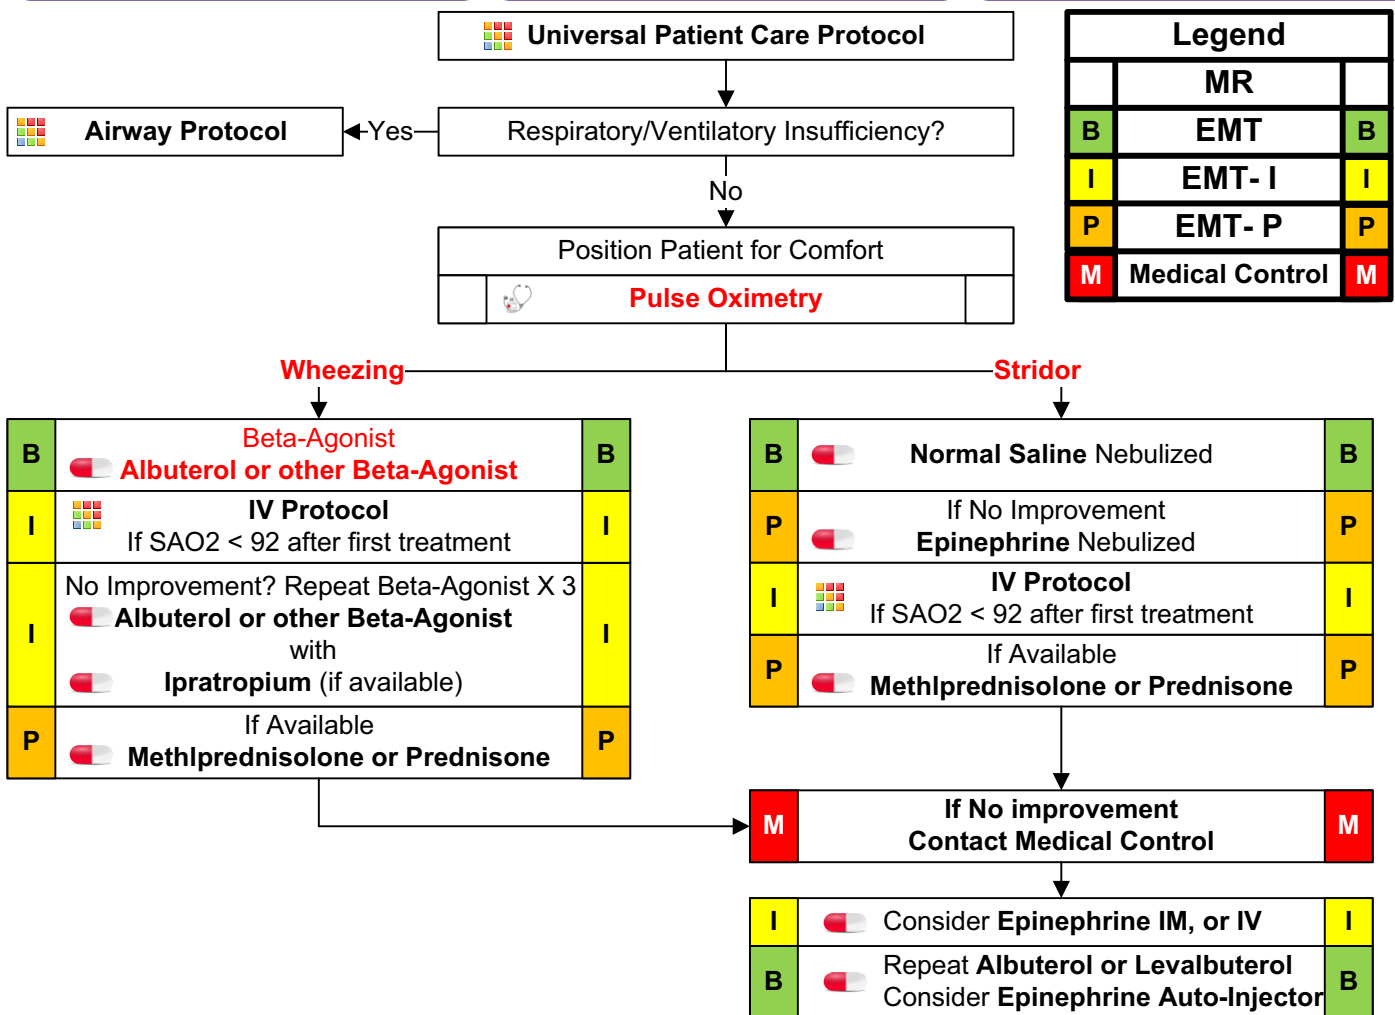 Universal Patient Care Protocol
Legend
MR
B EMT B
I EMT- I I
P EMT- P P
M Medical Control M
Airway Protocol
Yes
Respiratory/Ventilatory Insufficiency?
No
Position Patient for Comfort
Pulse Oximetry
Wheezing
Stridor
B
Beta-Agonist
Albuterol or other Beta-Agonist
B
I
IV Protocol
If SAO2 < 92 after first treatment
I
I
No Improvement? Repeat Beta-Agonist X 3
Albuterol or other Beta-Agonist
with
Ipratropium (if available)
I
P
If Available
Methlprednisolone or Prednisone
P
B Normal Saline Nebulized B
P
If No Improvement
Epinephrine Nebulized
P
I
IV Protocol
If SAO2 < 92 after first treatment
I
P
If Available
Methlprednisolone or Prednisone
P
M
If No improvement
Contact Medical Control
M
I Consider Epinephrine IM, or IV I
B
Repeat Albuterol or Levalbuterol
Consider Epinephrine Auto-Injector
B